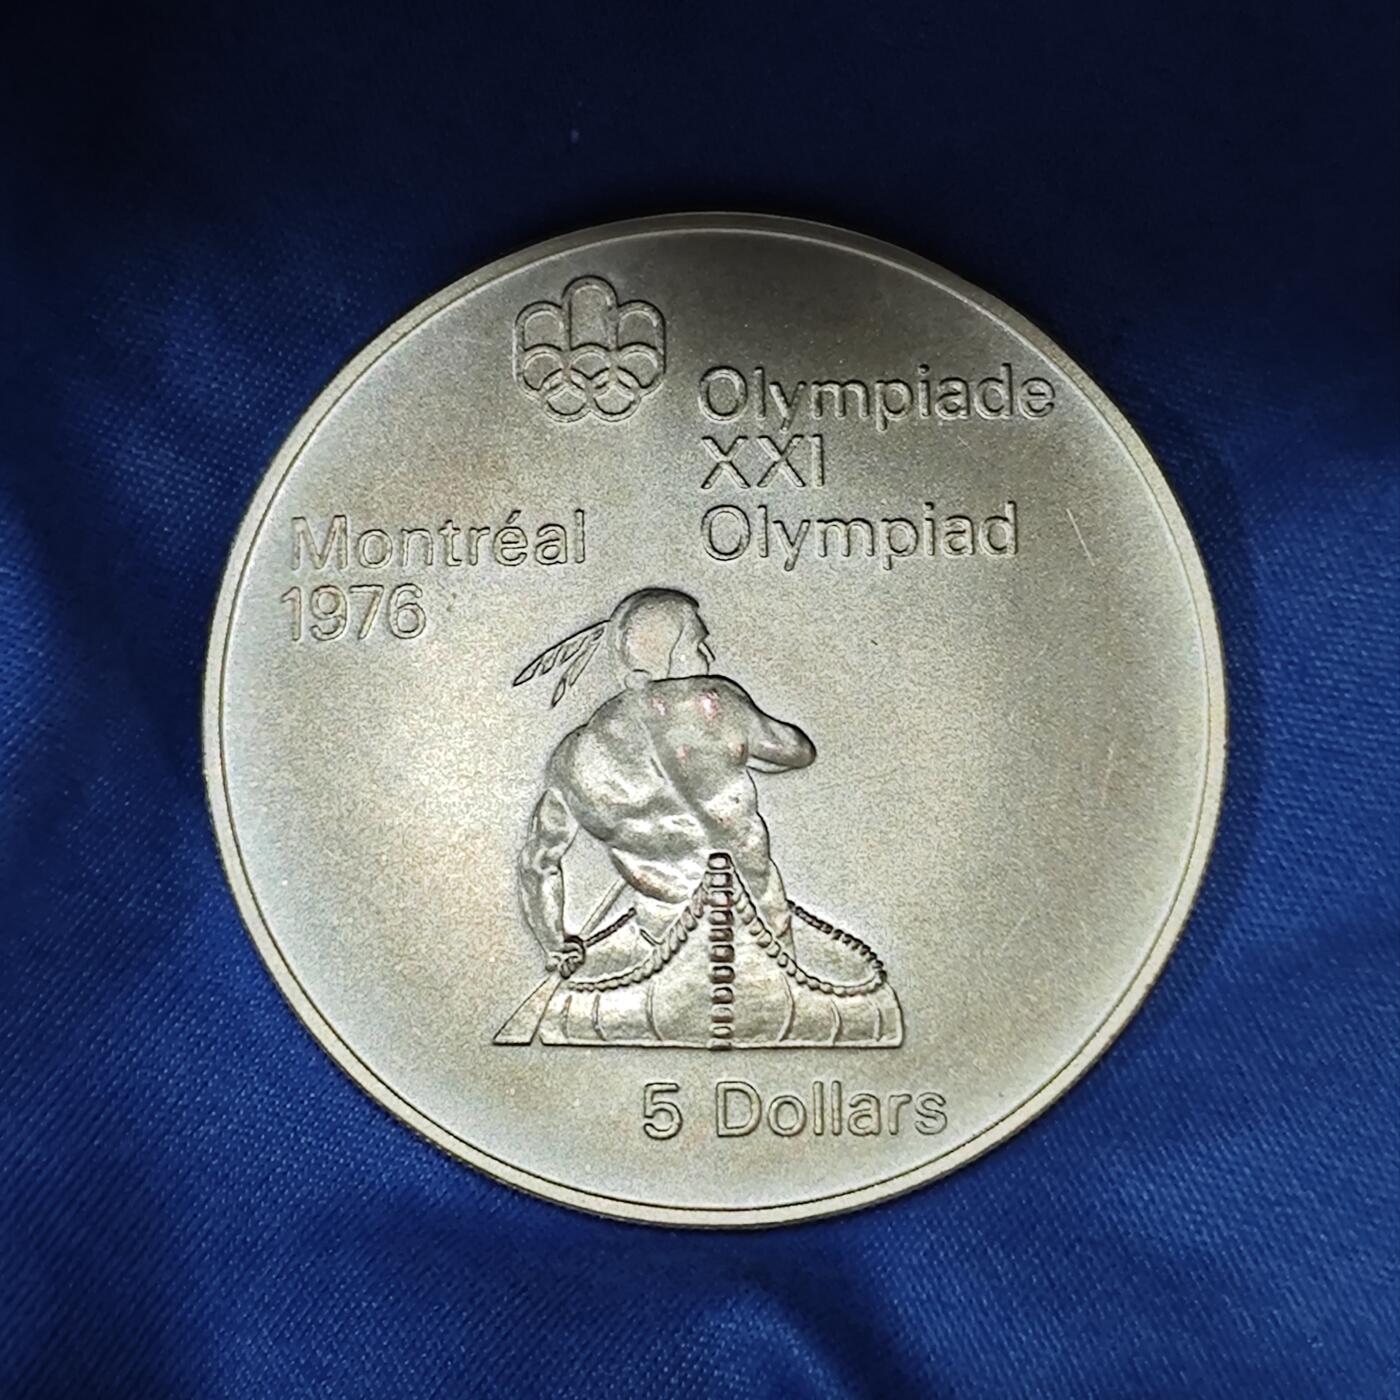 Olympiade
XXI
Olympiad
Montréal
1976
5 Dollars